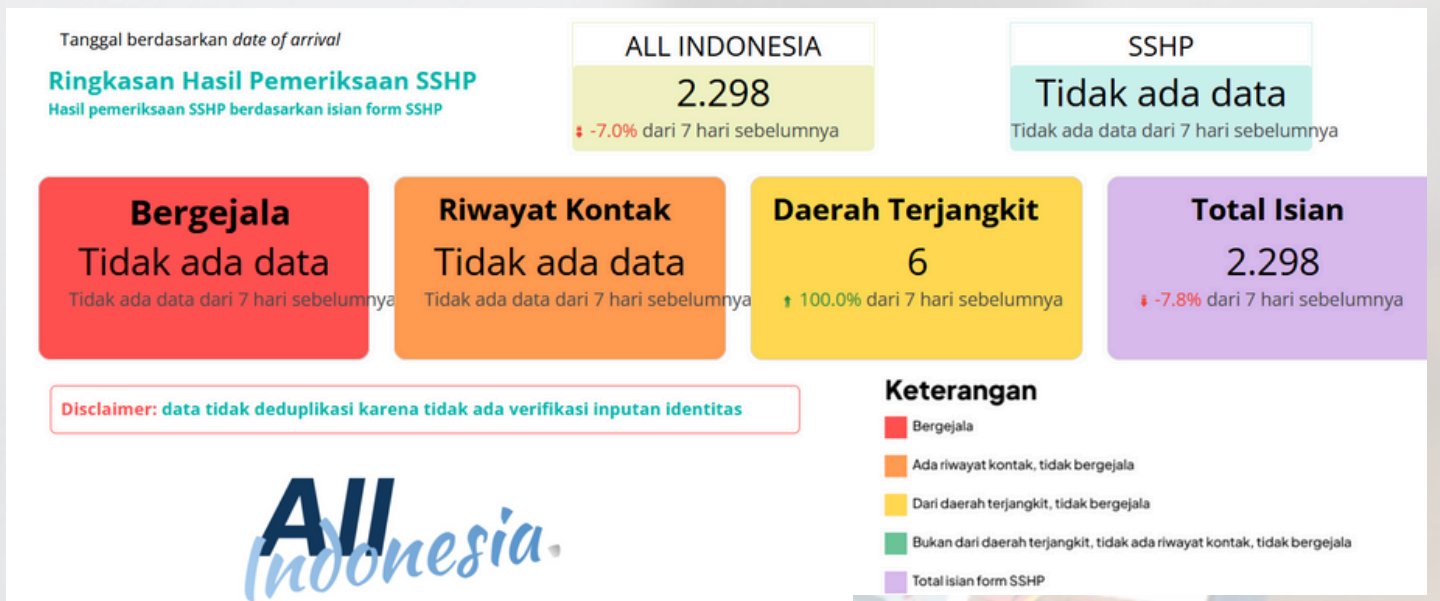 Tanggal berdasarkan date of arrival
Ringkasan Hasil Pemeriksaan SSHP
Hasil pemeriksaan SSHP berdasarkan isian form SSHP
ALL INDONESIA
2.298
-7.0% dari 7 hari sebelumnya
SSHP
Tidak ada data
Tidak ada data dari 7 hari sebelumnya
Bergejala
Tidak ada data
Tidak ada data dari 7 hari sebelumnya
Riwayat Kontak
Tidak ada data
Tidak ada data dari 7 hari sebelumnya
Daerah Terjangkit
6
100.0% dari 7 hari sebelumnya
Total Isian
2.298
-7.8% dari 7 hari sebelumnya
Disclaimer: data tidak deduplikasi karena tidak ada verifikasi inputan identitas
All
Indonesia
Keterangan
Bergejala
Ada riwayat kontak, tidak bergejala
Dari daerah terjangkit, tidak bergejala
Bukan dari daerah terjangkit, tidak ada riwayat kontak, tidak bergejala
Total isian form SSHP